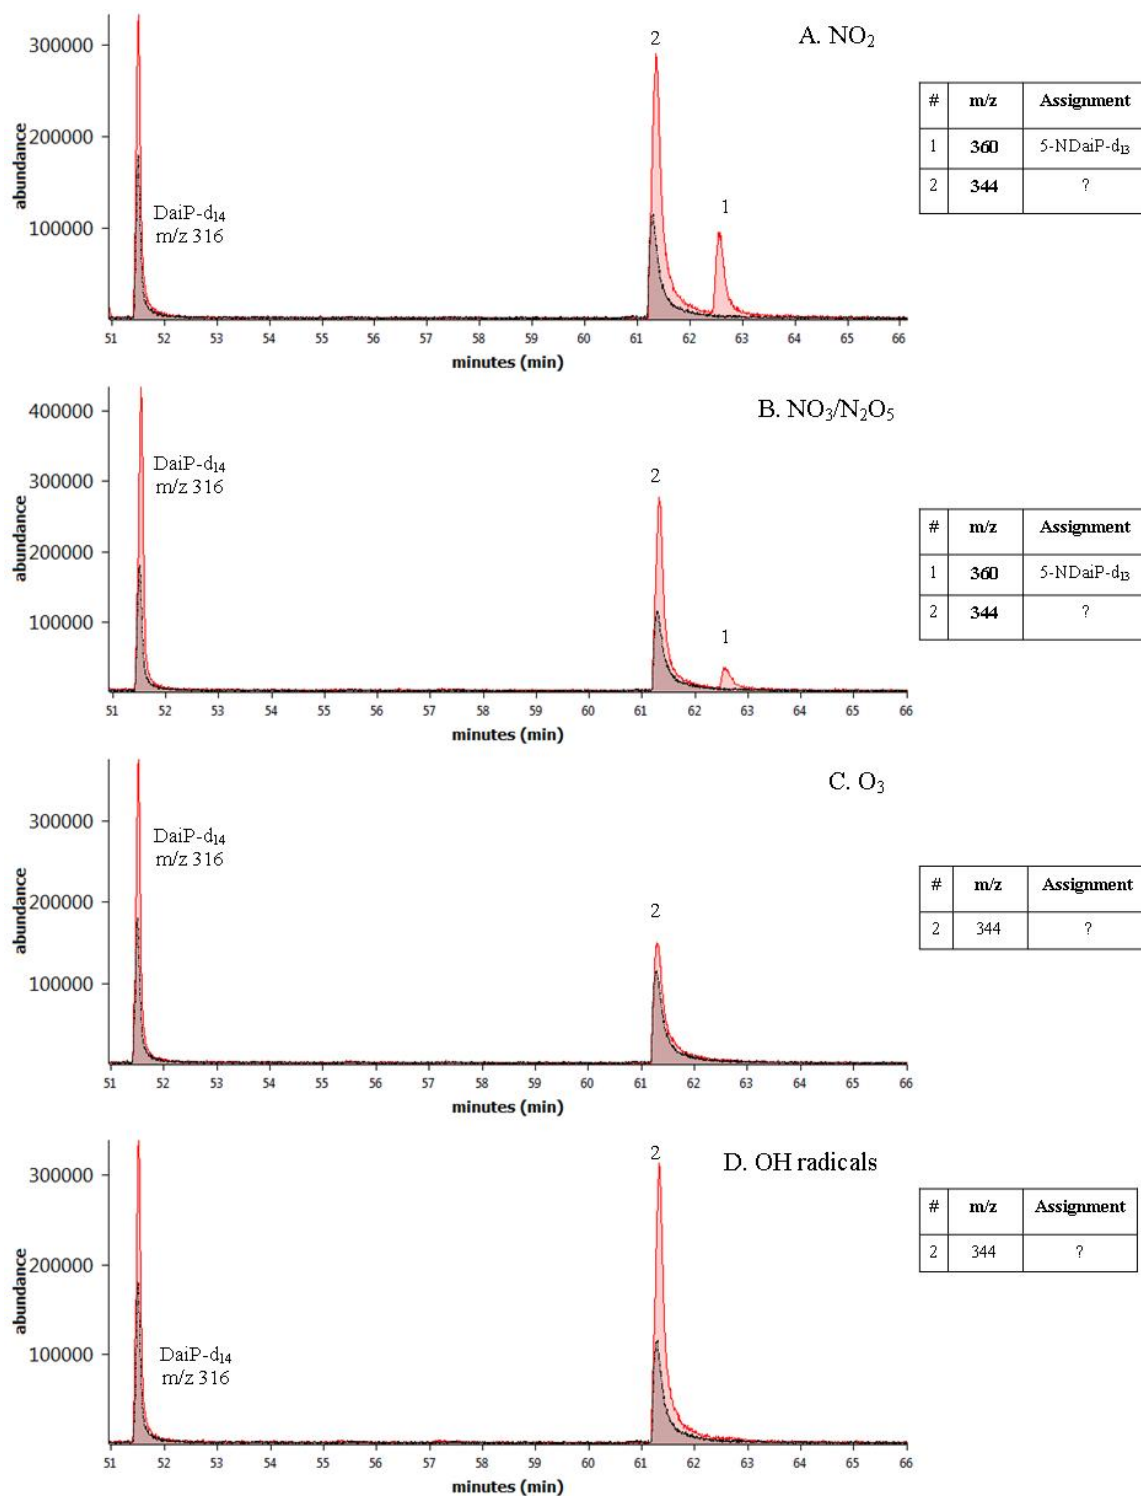 A. NO₂
300000
200000
100000
abundance
DaiP-d₁₄
m/z 316
2
1
51 52 53 54 55 56 57 58 59 60 61 62 63 64 65 66
minutes (min)
# m/z Assignment
1 360 5-NDaiP-d₁₃
2 344 ?
B. NO₃/N₂O₅
400000
300000
200000
100000
abundance
DaiP-d₁₄
m/z 316
2
1
51 52 53 54 55 56 57 58 59 60 61 62 63 64 65 66
minutes (min)
# m/z Assignment
1 360 5-NDaiP-d₁₃
2 344 ?
C. O₃
300000
200000
100000
abundance
DaiP-d₁₄
m/z 316
2
51 52 53 54 55 56 57 58 59 60 61 62 63 64 65 66
minutes (min)
# m/z Assignment
2 344 ?
D. OH radicals
300000
200000
100000
abundance
DaiP-d₁₄
m/z 316
2
51 52 53 54 55 56 57 58 59 60 61 62 63 64 65 66
minutes (min)
# m/z Assignment
2 344 ?